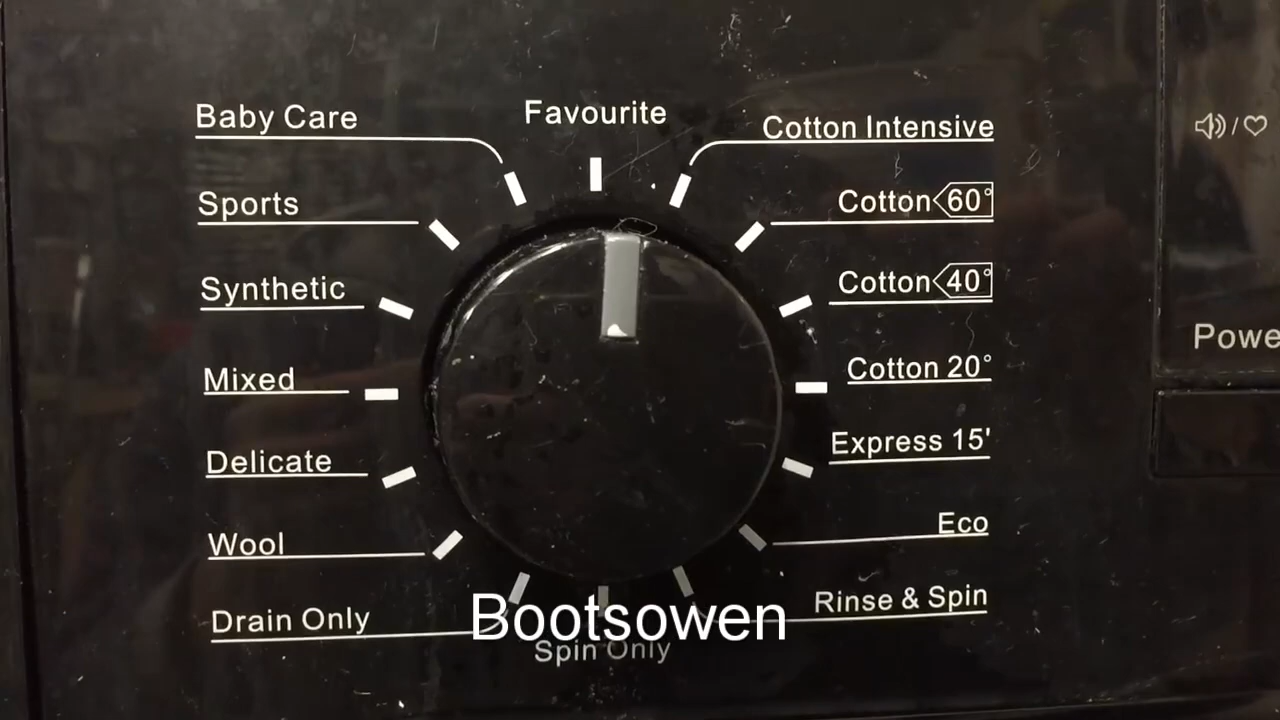 Favourite
Baby Care
Cotton Intensive
Sports
Cotton 60°
Synthetic
Cotton 40°
Mixed
Cotton 20°
Delicate
Express 15'
Wool
Eco
Drain Only
Rinse & Spin
Spin Only
Bootsowen
/
Powe